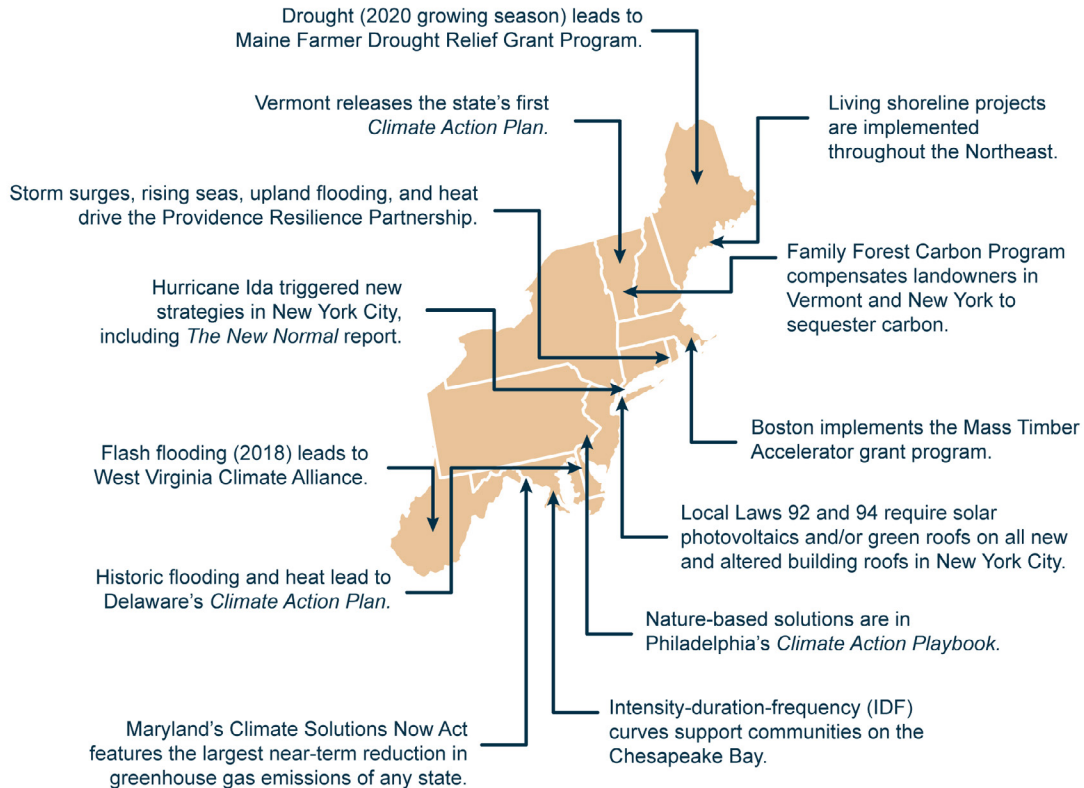 Drought (2020 growing season) leads to
Maine Farmer Drought Relief Grant Program.
Vermont releases the state’s first
Climate Action Plan.
Living shoreline projects
are implemented
throughout the Northeast.
Storm surges, rising seas, upland flooding, and heat
drive the Providence Resilience Partnership.
Family Forest Carbon Program
compensates landowners in
Vermont and New York to
sequester carbon.
Hurricane Ida triggered new
strategies in New York City,
including The New Normal report.
Boston implements the Mass Timber
Accelerator grant program.
Flash flooding (2018) leads to
West Virginia Climate Alliance.
Local Laws 92 and 94 require solar
photovoltaics and/or green roofs on all new
and altered building roofs in New York City.
Historic flooding and heat lead to
Delaware’s Climate Action Plan.
Nature-based solutions are in
Philadelphia’s Climate Action Playbook.
Maryland’s Climate Solutions Now Act
features the largest near-term reduction in
greenhouse gas emissions of any state.
Intensity-duration-frequency (IDF)
curves support communities on the
Chesapeake Bay.